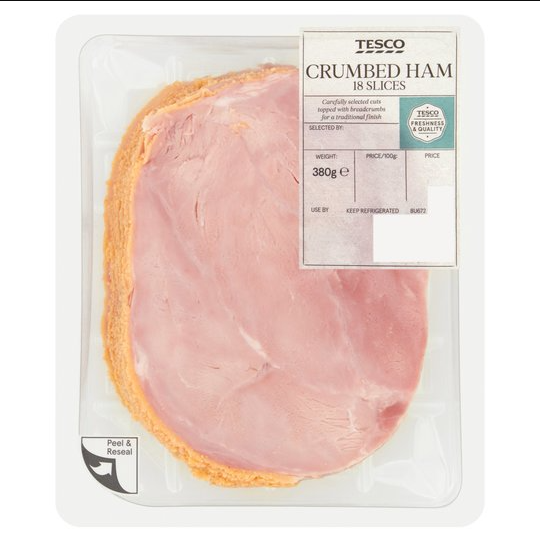 TESCO
CRUMBED HAM
18 SLICES
Carefully selected cuts
topped with breadcrumbs
for a traditional finish
TESCO
FRESHNESS
& QUALITY
SELECTED BY:
WEIGHT: PRICE/100g: PRICE
380g ℮
USE BY KEEP REFRIGERATED BU672
Peel &
Reseal